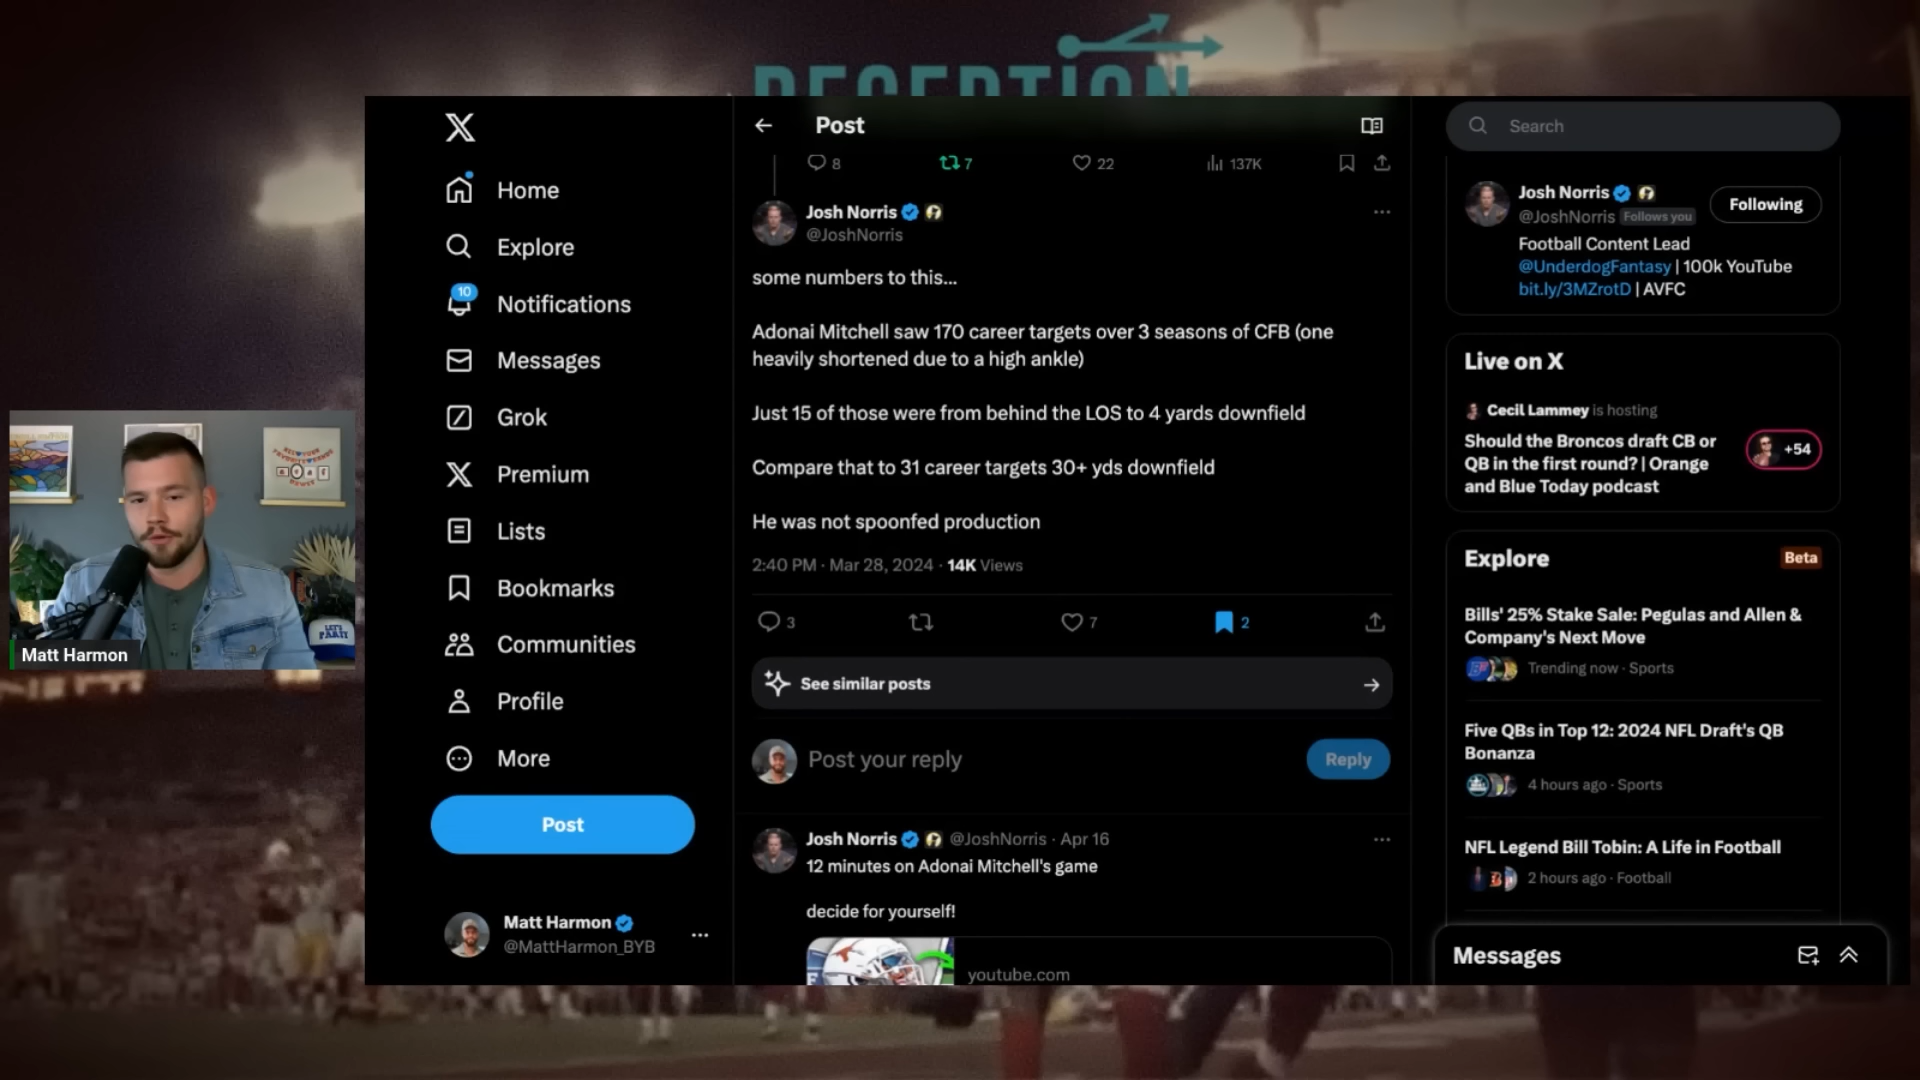 RECEPTION
X
Home
Explore
10
Notifications
Messages
Grok
Premium
Lists
Bookmarks
Communities
Profile
More
Post
Matt Harmon
@MattHarmon_BYB
Post
8
7
22
137K
Josh Norris
@JoshNorris
some numbers to this...
Adonai Mitchell saw 170 career targets over 3 seasons of CFB (one
heavily shortened due to a high ankle)
Just 15 of those were from behind the LOS to 4 yards downfield
Compare that to 31 career targets 30+ yds downfield
He was not spoonfed production
2:40 PM · Mar 28, 2024 · 14K Views
3
7
2
See similar posts
Post your reply
Reply
Josh Norris @JoshNorris · Apr 16
12 minutes on Adonai Mitchell's game
decide for yourself!
youtube.com
Search
Josh Norris
@JoshNorris Follows you
Following
Football Content Lead
@UnderdogFantasy | 100k YouTube
bit.ly/3MZrotD | AVFC
Live on X
Cecil Lammey is hosting
Should the Broncos draft CB or
QB in the first round? | Orange
and Blue Today podcast
+54
Explore
Beta
Bills' 25% Stake Sale: Pegulas and Allen &
Company's Next Move
Trending now · Sports
Five QBs in Top 12: 2024 NFL Draft's QB
Bonanza
4 hours ago · Sports
NFL Legend Bill Tobin: A Life in Football
2 hours ago · Football
Messages
LET'S
PARTY
Matt Harmon